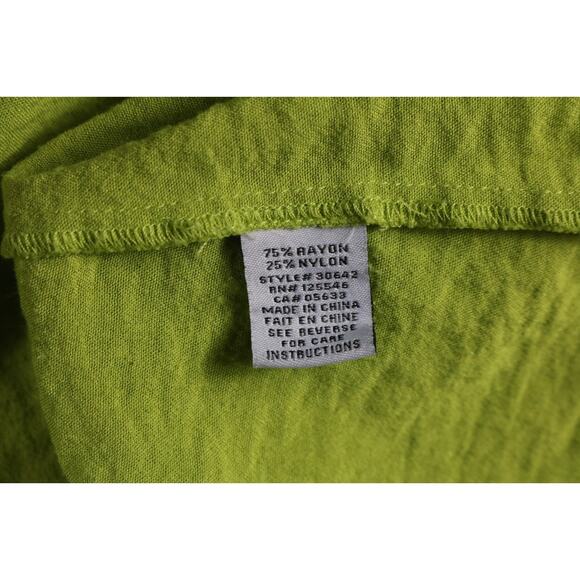 75% RAYON
25% NYLON
STYLE# 30642
RN# 125546
CA# 05633
MADE IN CHINA
FAIT EN CHINE
SEE REVERSE
FOR CARE
INSTRUCTIONS